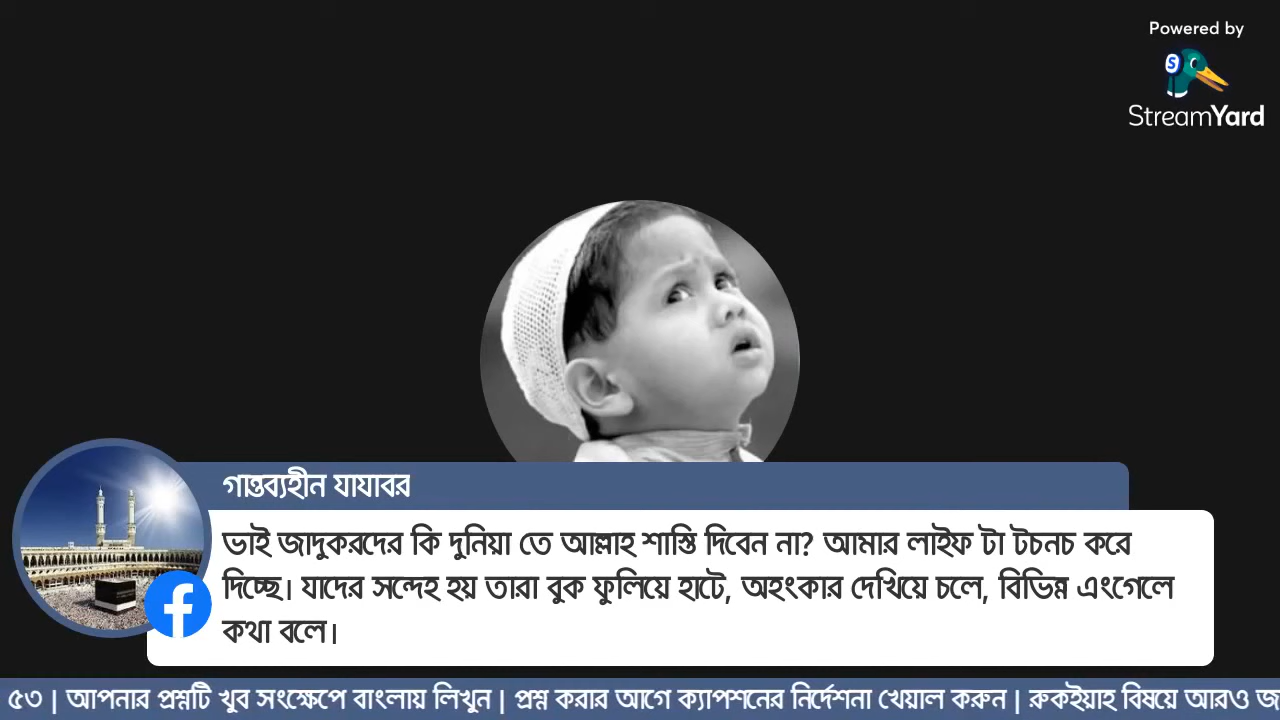 Powered by
S
StreamYard
গান্তব্যহীন যাযাবর
ভাই জাদুকরদের কি দুনিয়া তে আল্লাহ শাস্তি দিবেন না? আমার লাইফ টা টচনচ করে
দিচ্ছে। যাদের সন্দেহ হয় তারা বুক ফুলিয়ে হাটে, অহংকার দেখিয়ে চলে, বিভিন্ন এংগেলে
কথা বলে।
৫৩ | আপনার প্রশ্নটি খুব সংক্ষেপে বাংলায় লিখুন | প্রশ্ন করার আগে ক্যাপশনের নির্দেশনা খেয়াল করুন | রুকইয়াহ বিষয়ে আরও